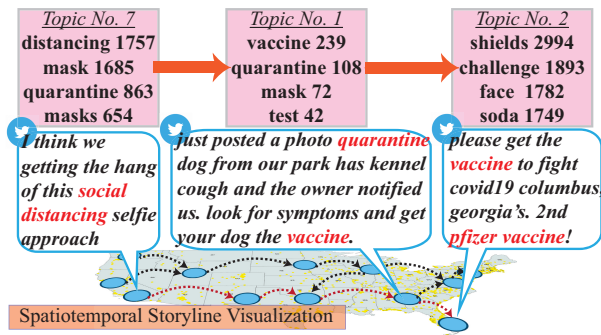 Topic No. 7
distancing 1757
mask 1685
quarantine 863
masks 654
Topic No. 1
vaccine 239
quarantine 108
mask 72
test 42
Topic No. 2
shields 2994
challenge 1893
face 1782
soda 1749
I think we
getting the hang
of this social
distancing selfie
approach
just posted a photo quarantine
dog from our park has kennel
cough and the owner notified
us. look for symptoms and get
your dog the vaccine.
please get the
vaccine to fight
covid19 columbus,
georgia's. 2nd
pfizer vaccine!
Spatiotemporal Storyline Visualization